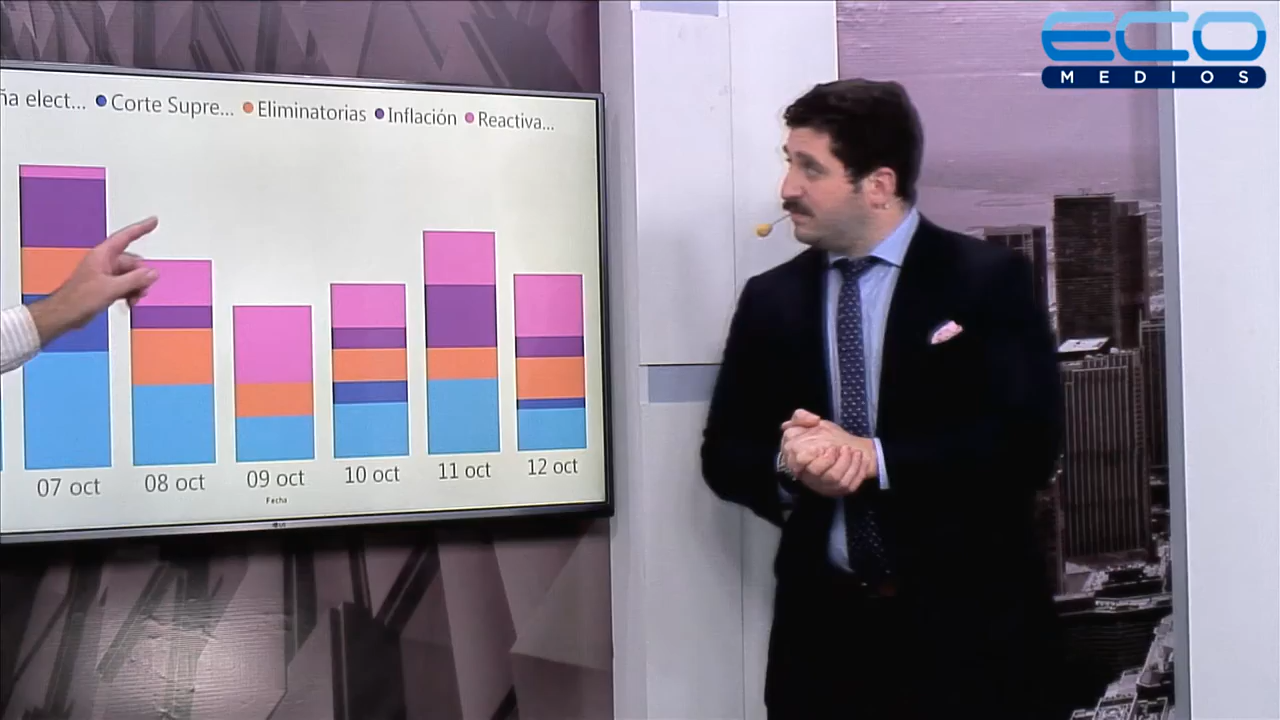 ña elect... Corte Supre... Eliminatorias Inflación Reactiva...
07 oct 08 oct 09 oct 10 oct 11 oct 12 oct
Fecha
LG
ECO
MEDIOS